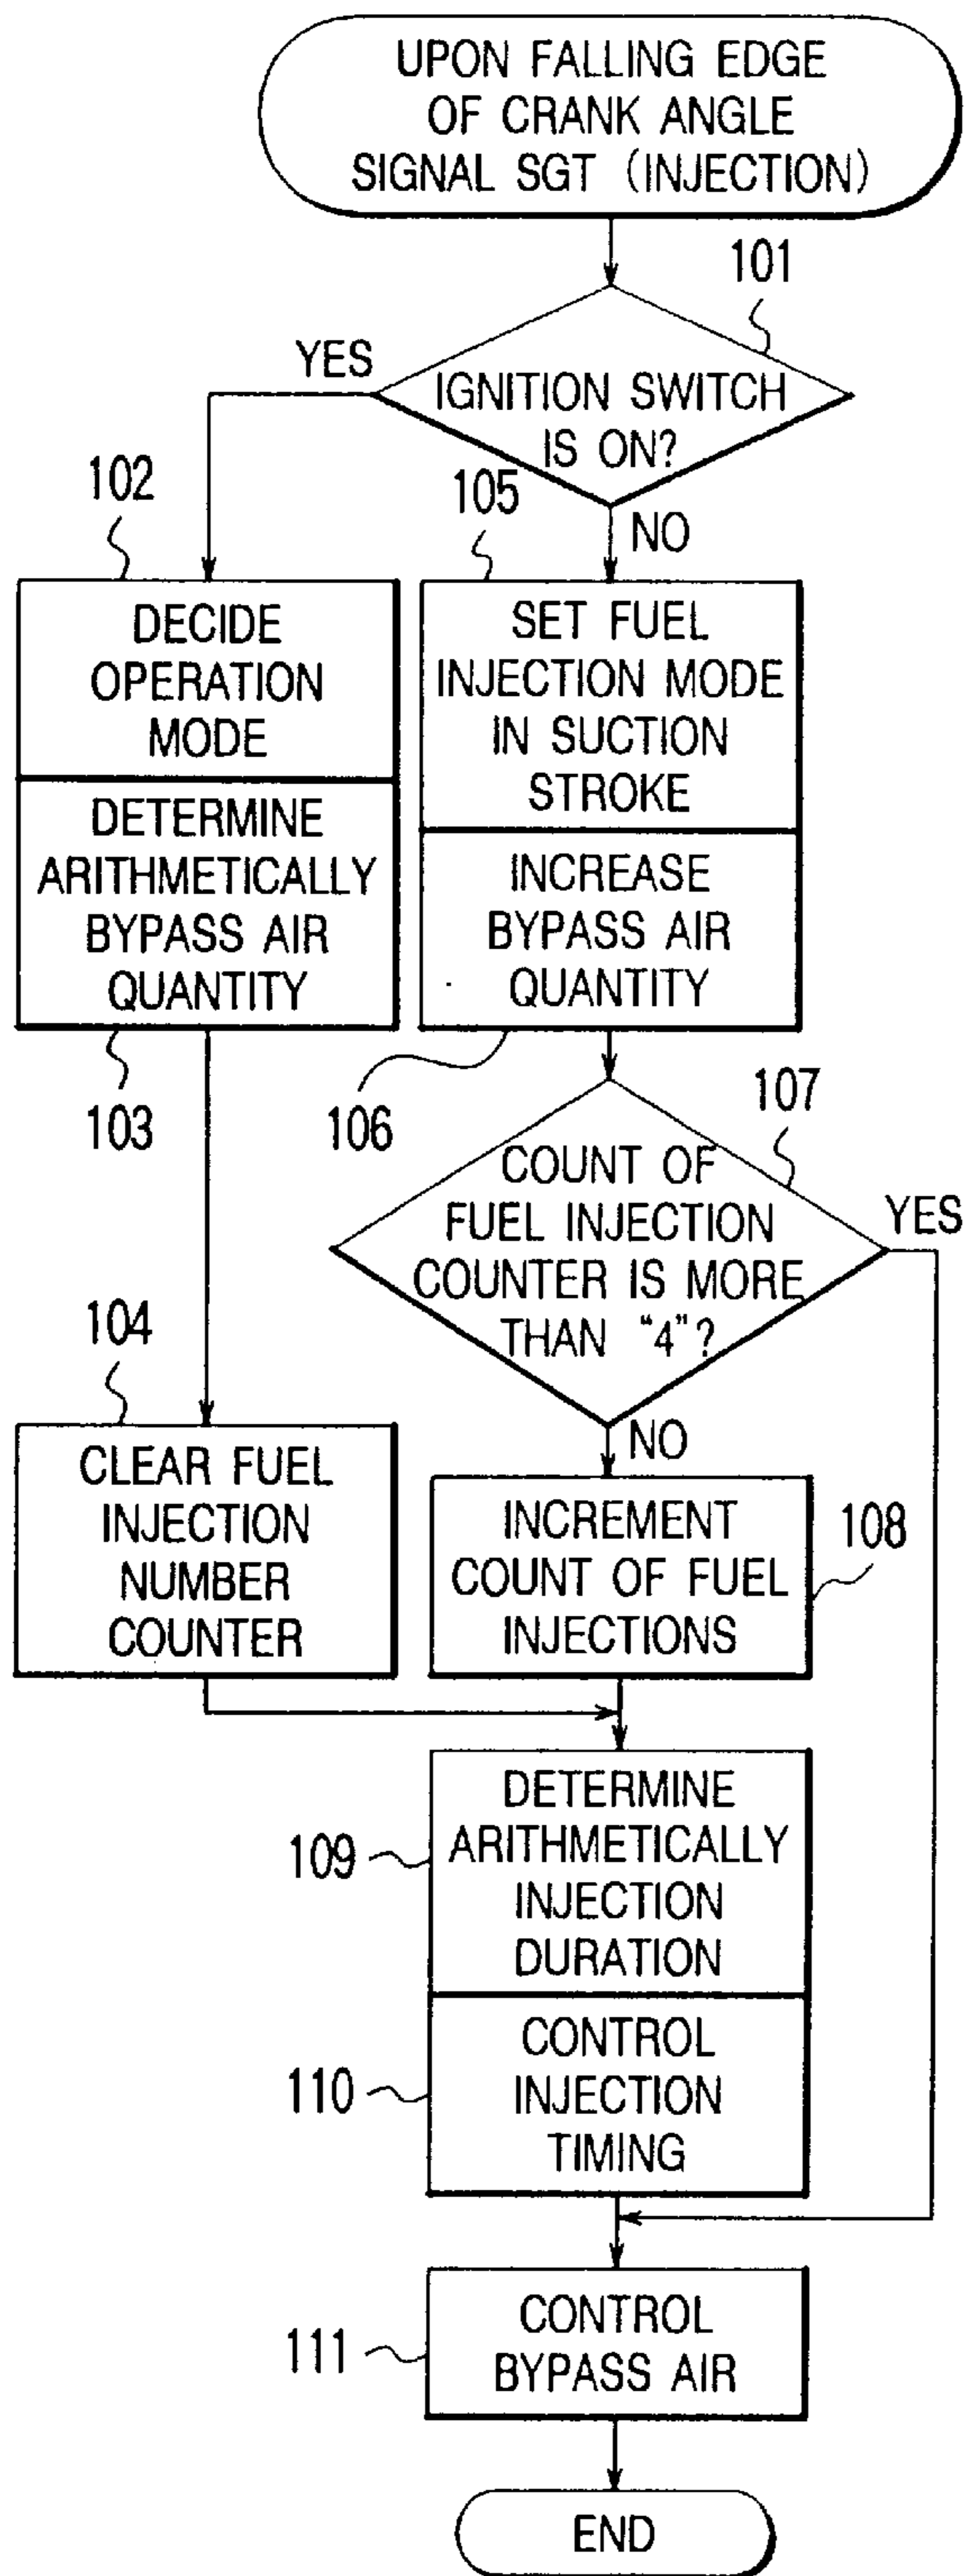 UPON FALLING EDGE
OF CRANK ANGLE
SIGNAL SGT (INJECTION)
101
YES
IGNITION SWITCH
IS ON?
NO
102
DECIDE
OPERATION
MODE
DETERMINE
ARITHMETICALLY
BYPASS AIR
QUANTITY
103
105
SET FUEL
INJECTION MODE
IN SUCTION
STROKE
INCREASE
BYPASS AIR
QUANTITY
106
107
COUNT OF
FUEL INJECTION
COUNTER IS MORE
THAN "4"?
YES
NO
104
CLEAR FUEL
INJECTION
NUMBER
COUNTER
INCREMENT
COUNT OF FUEL
INJECTIONS
108
109
DETERMINE
ARITHMETICALLY
INJECTION
DURATION
110
CONTROL
INJECTION
TIMING
111
CONTROL
BYPASS AIR
END